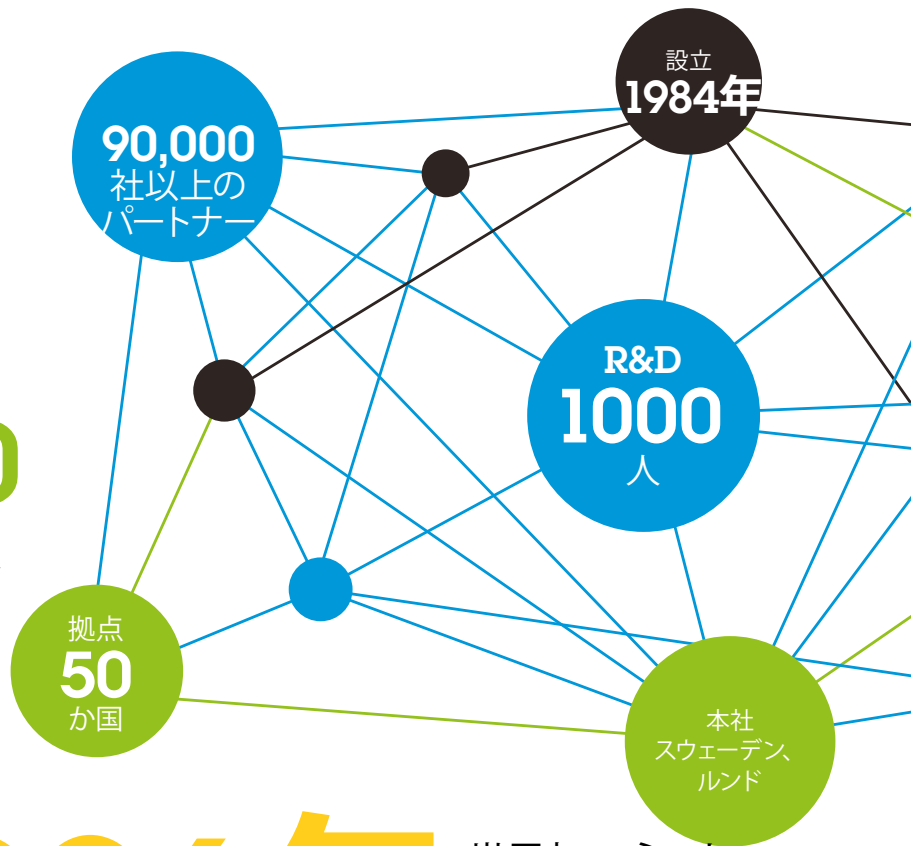 設立
1984年
90,000
社以上の
パートナー
R&D
1000
人
拠点
50
か国
本社
スウェーデン、
ルンド